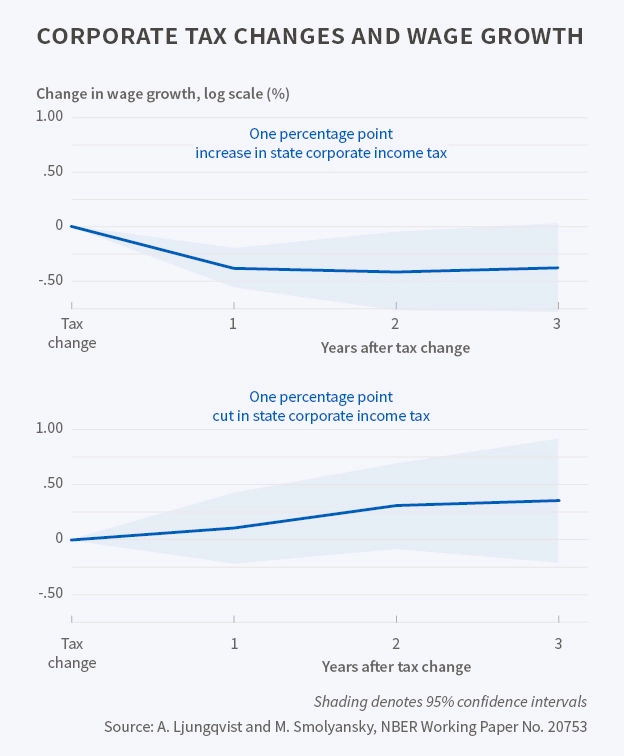 CORPORATE TAX CHANGES AND WAGE GROWTH
Change in wage growth, log scale (%)
1.00
One percentage point
increase in state corporate income tax
.50
0
-.50
Tax
change
1
2
3
Years after tax change
One percentage point
cut in state corporate income tax
1.00
.50
0
-.50
Tax
change
1
2
3
Years after tax change
Shading denotes 95% confidence intervals
Source: A. Ljungqvist and M. Smolyansky, NBER Working Paper No. 20753